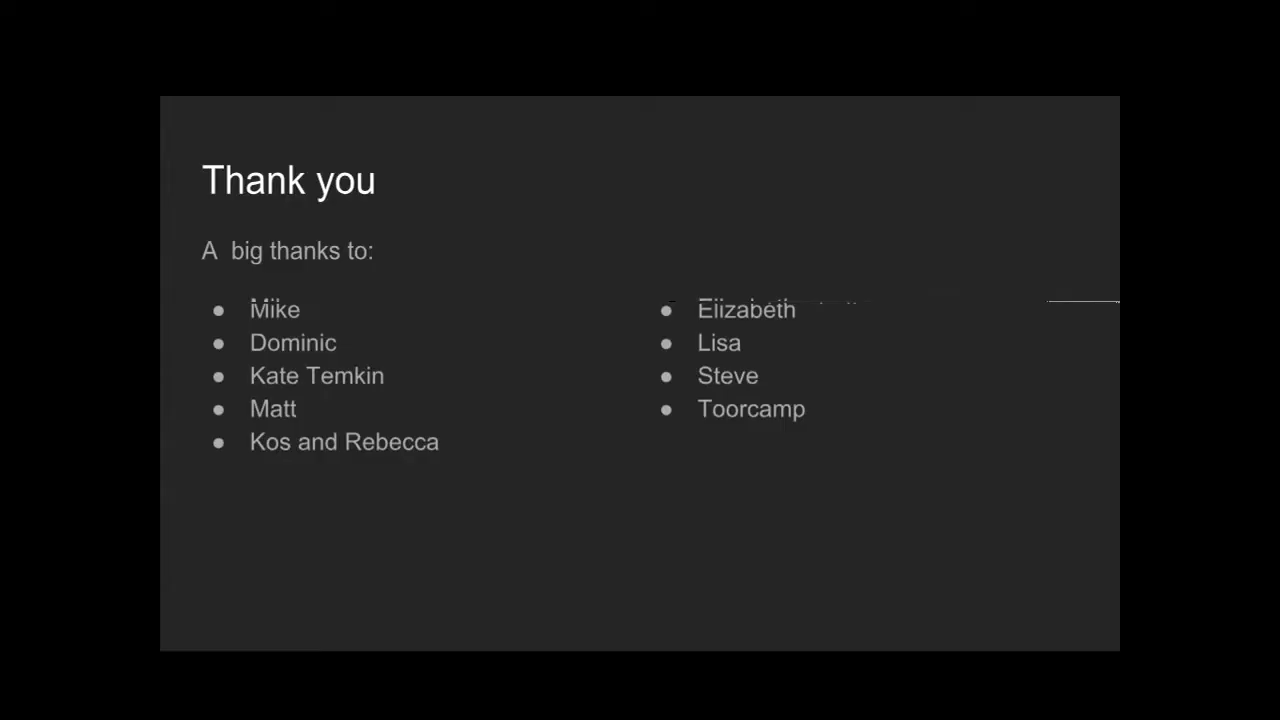 Thank you
A big thanks to:
● Mike
● Dominic
● Kate Temkin
● Matt
● Kos and Rebecca
● Elizabeth
● Lisa
● Steve
● Toorcamp